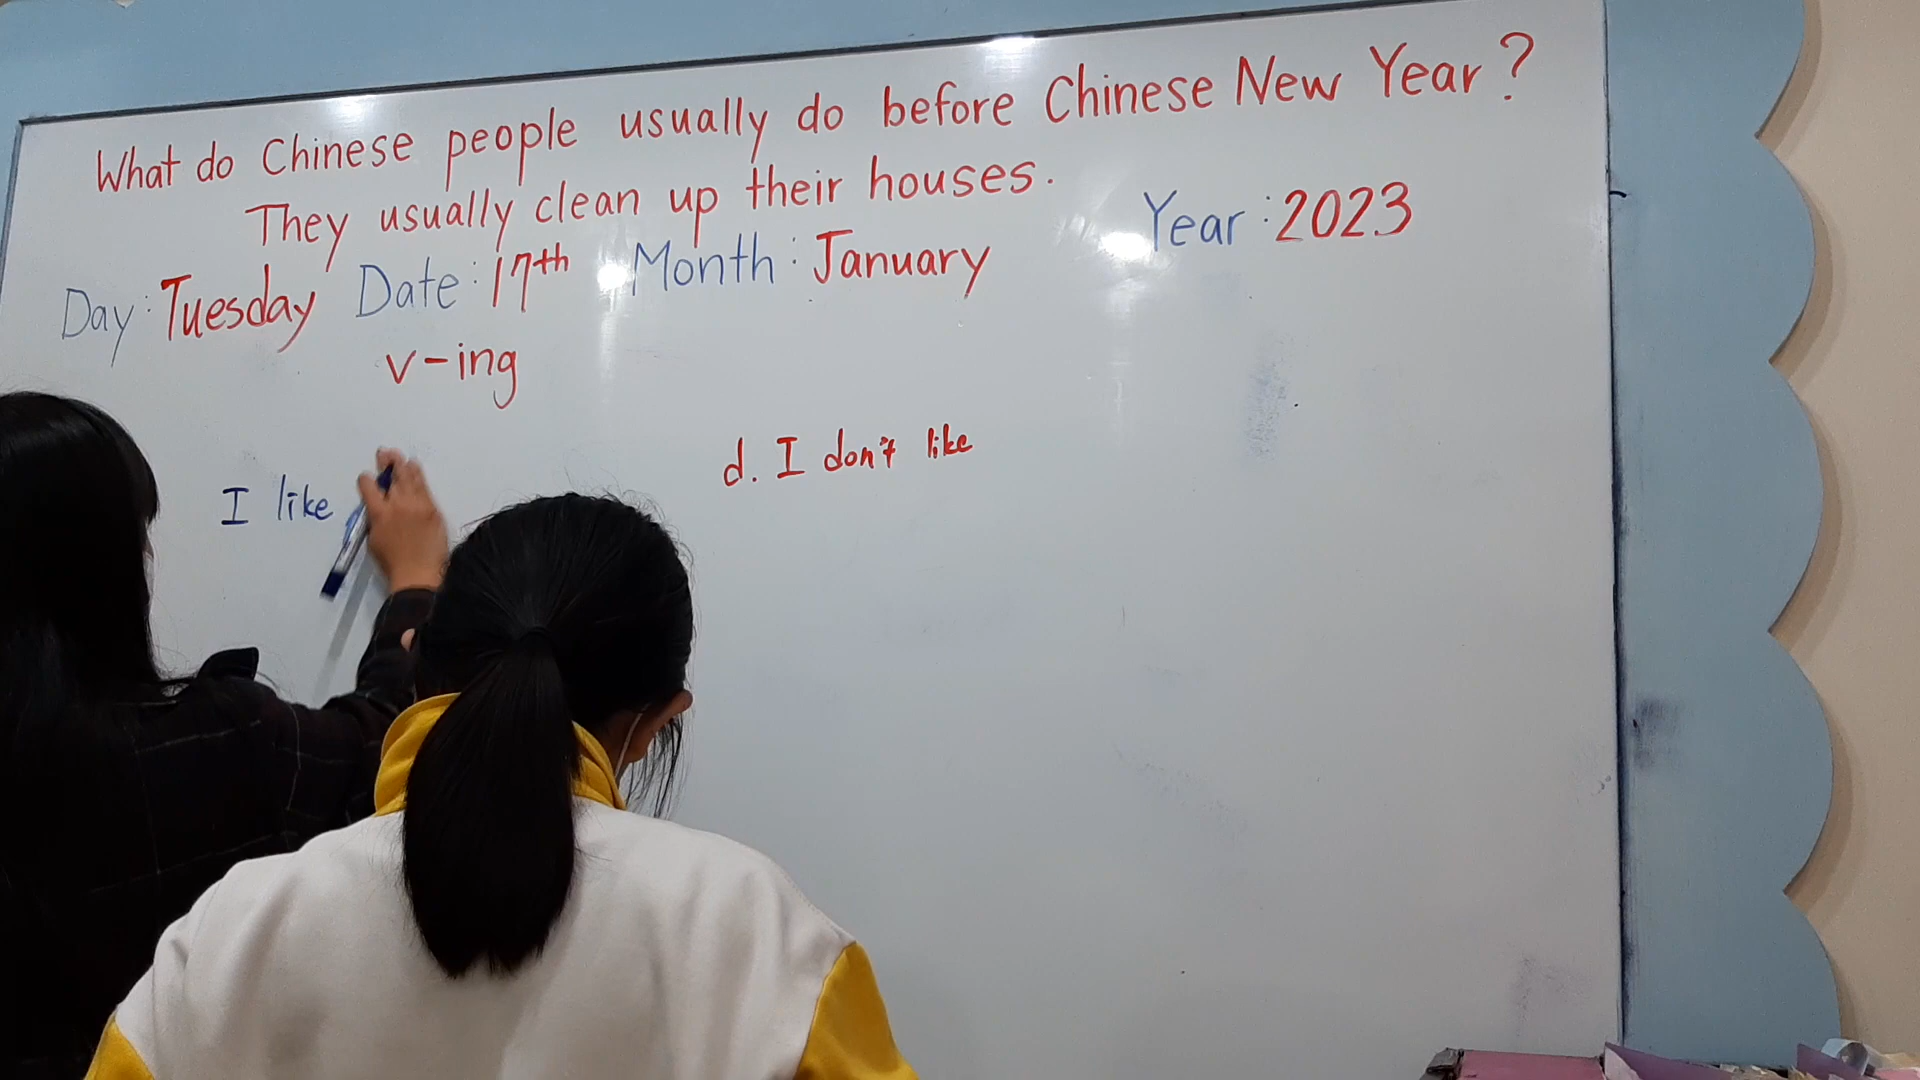 What do Chinese people usually do before Chinese New Year?
They usually clean up their houses.
Year: 2023
Day: Tuesday Date: 17th Month: January
v-ing
d. I don't like
I like